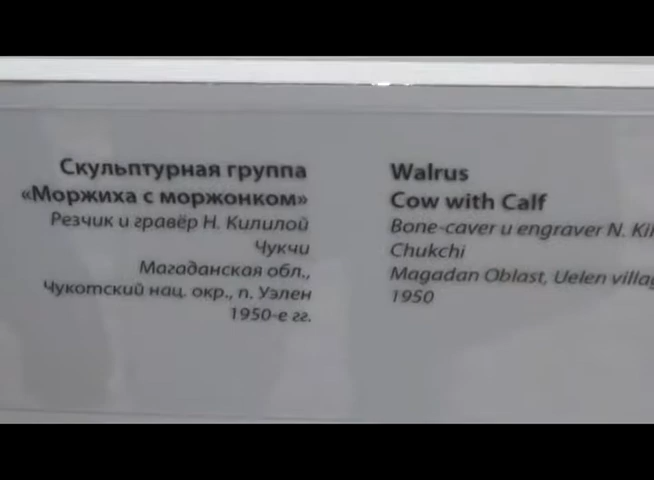 Скульптурная группа
«Моржиха с моржонком»
Резчик и гравёр Н. Килилой
Чукчи
Магаданская обл.,
Чукотский нац. окр., п. Уэлен
1950-е гг.
Walrus
Cow with Calf
Bone-caver и engraver N.
Chukchi
Magadan Oblast, Uelen
1950